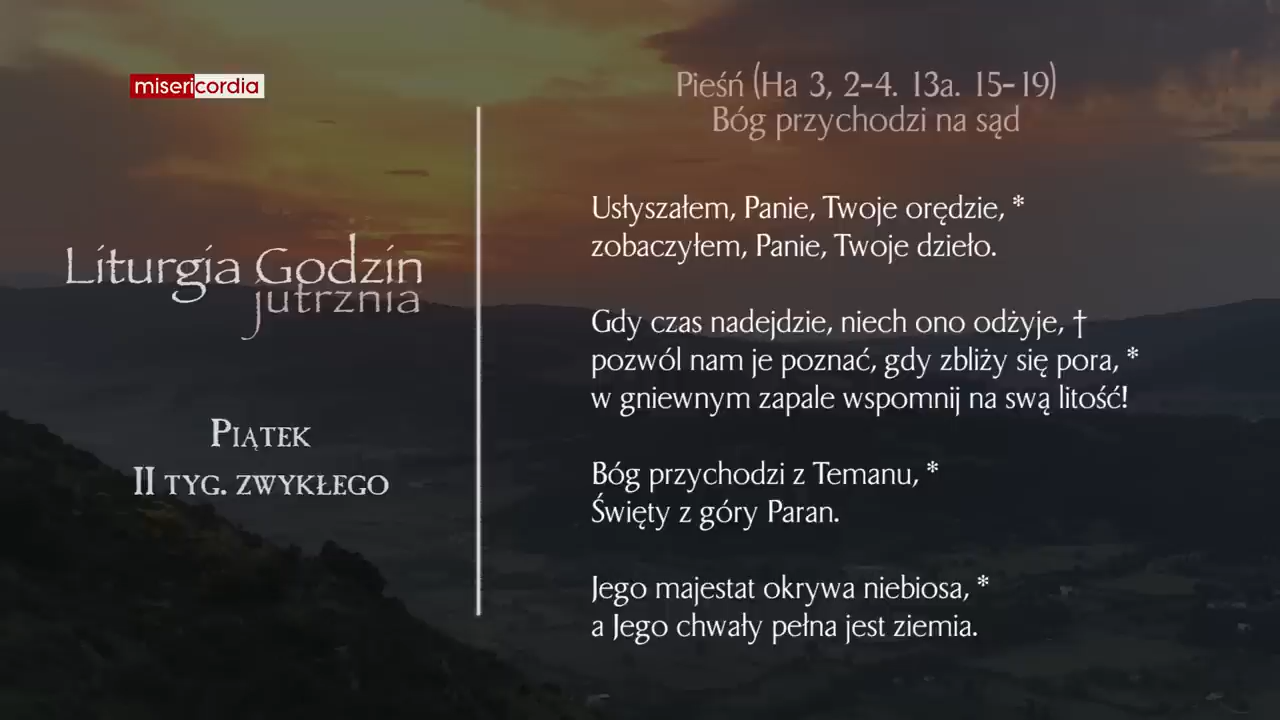 misericordia
Liturgia Godzin
jutrznia
Piątek
II tyg. zwykłego
Pieśń (Ha 3, 2-4. 13a. 15-19)
Bóg przychodzi na sąd
Usłyszałem, Panie, Twoje orędzie, *
zobaczyłem, Panie, Twoje dzieło.
Gdy czas nadejdzie, niech ono odżyje, †
pozwól nam je poznać, gdy zbliży się pora, *
w gniewnym zapale wspomnij na swą litość!
Bóg przychodzi z Temanu, *
Święty z góry Paran.
Jego majestat okrywa niebiosa, *
a Jego chwały pełna jest ziemia.